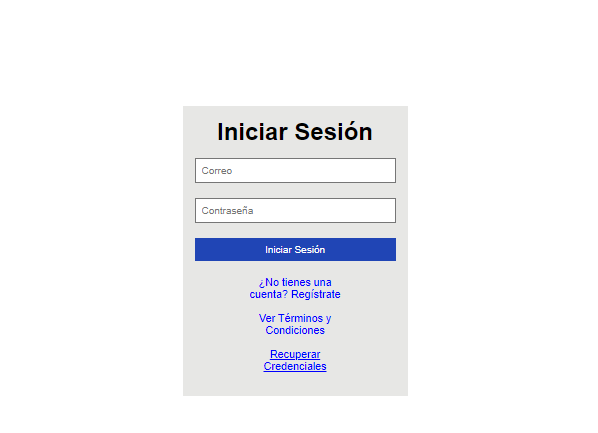 Iniciar Sesión
Correo
Contraseña
Iniciar Sesión
¿No tienes una
cuenta? Regístrate
Ver Términos y
Condiciones
Recuperar
Credenciales